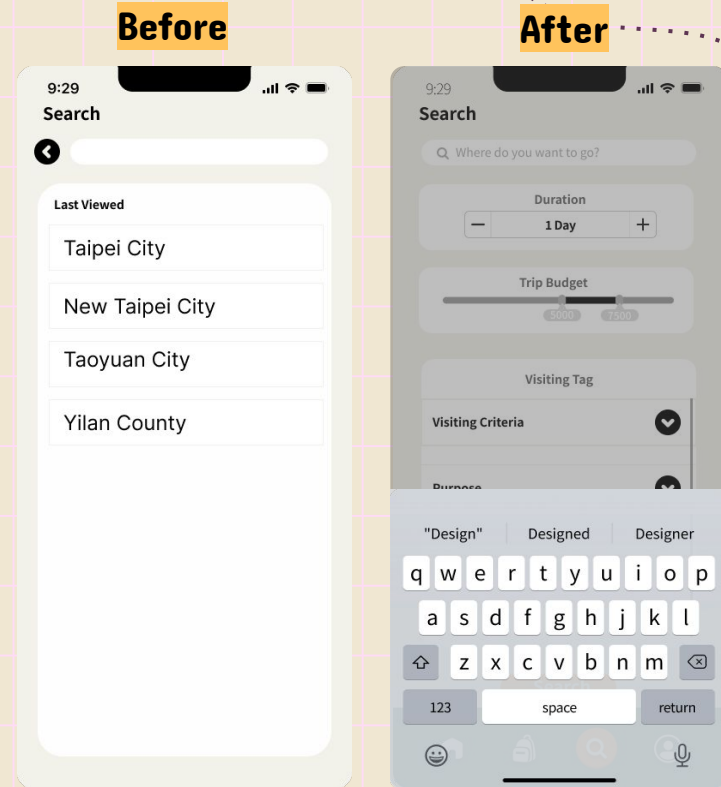 Before
After
9:29
Search
Last Viewed
Taipei City
New Taipei City
Taoyuan City
Yilan County
9:29
Search
Where do you want to go?
Duration
1 Day
Trip Budget
5000 7500
Visiting Tag
Visiting Criteria
Purpose
"Design" Designed Designer
q w e r t y u i o p
a s d f g h j k l
z x c v b n m
123 space return